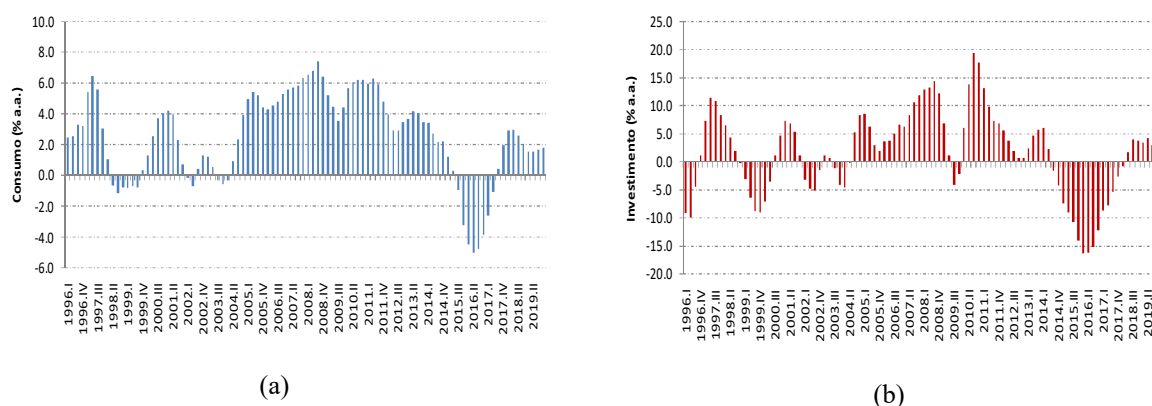 Consumo (% a.a.)
10.0
8.0
6.0
4.0
2.0
0.0
-2.0
-4.0
-6.0
1996.I
1996.IV
1997.III
1998.II
1999.I
1999.IV
2000.III
2001.II
2002.I
2002.IV
2003.III
2004.II
2005.I
2005.IV
2006.III
2007.II
2008.I
2008.IV
2009.III
2010.II
2011.I
2011.IV
2012.III
2013.II
2014.I
2014.IV
2015.III
2016.II
2017.I
2017.IV
2018.III
2019.II
(a)
Investimento (% a.a.)
25.0
20.0
15.0
10.0
5.0
0.0
-5.0
-10.0
-15.0
-20.0
1996.I
1996.IV
1997.III
1998.II
1999.I
1999.IV
2000.III
2001.II
2002.I
2002.IV
2003.III
2004.II
2005.I
2005.IV
2006.III
2007.II
2008.I
2008.IV
2009.III
2010.II
2011.I
2011.IV
2012.III
2013.II
2014.I
2014.IV
2015.III
2016.II
2017.I
2017.IV
2018.III
2019.II
(b)